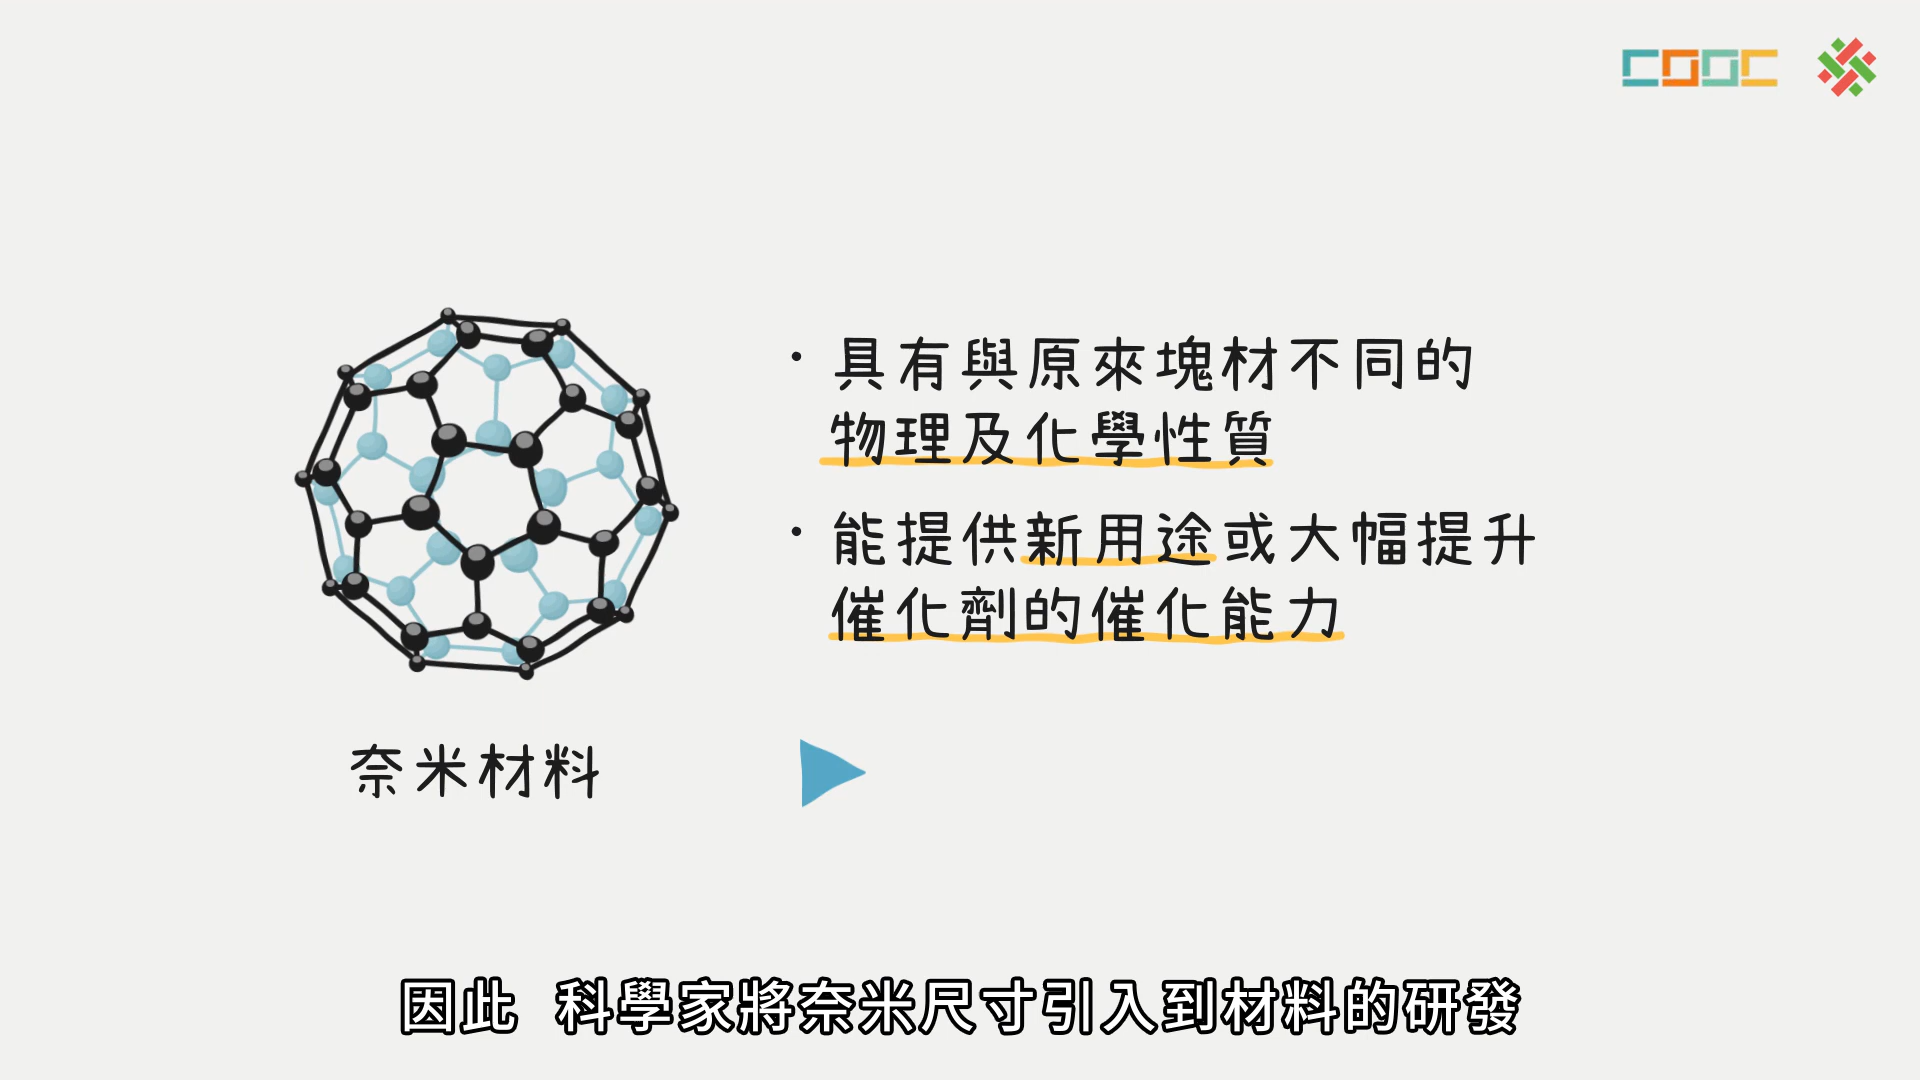 COOC
・具有與原來塊材不同的
物理及化學性質
・能提供新用途或大幅提升
催化劑的催化能力
奈米材料
因此 科學家將奈米尺寸引入到材料的研發